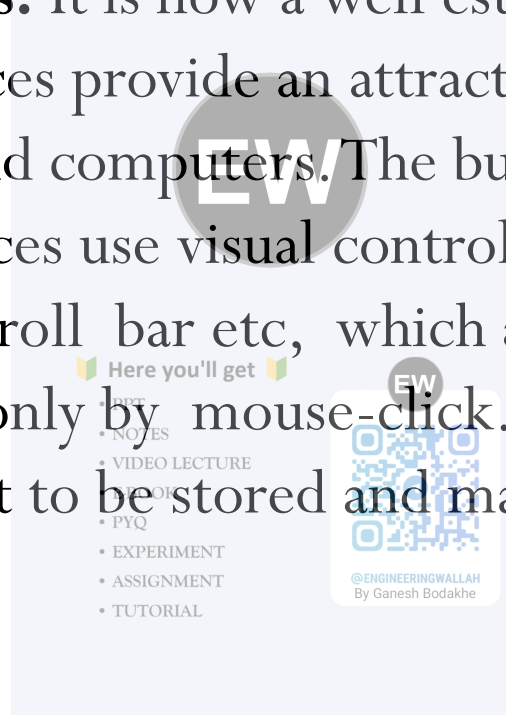 s. It is now a well est
ces provide an attract
EW
d computers. The bu
ces use visual control
roll bar etc, which a
Here you'll get
EW
only by mouse-click.
• PPT
• NOTES
• VIDEO LECTURE
• EBOOK
t to be stored and ma
• PYQ
• EXPERIMENT
• ASSIGNMENT
• TUTORIAL
@ENGINEERINGWALLAH
By Ganesh Bodakhe